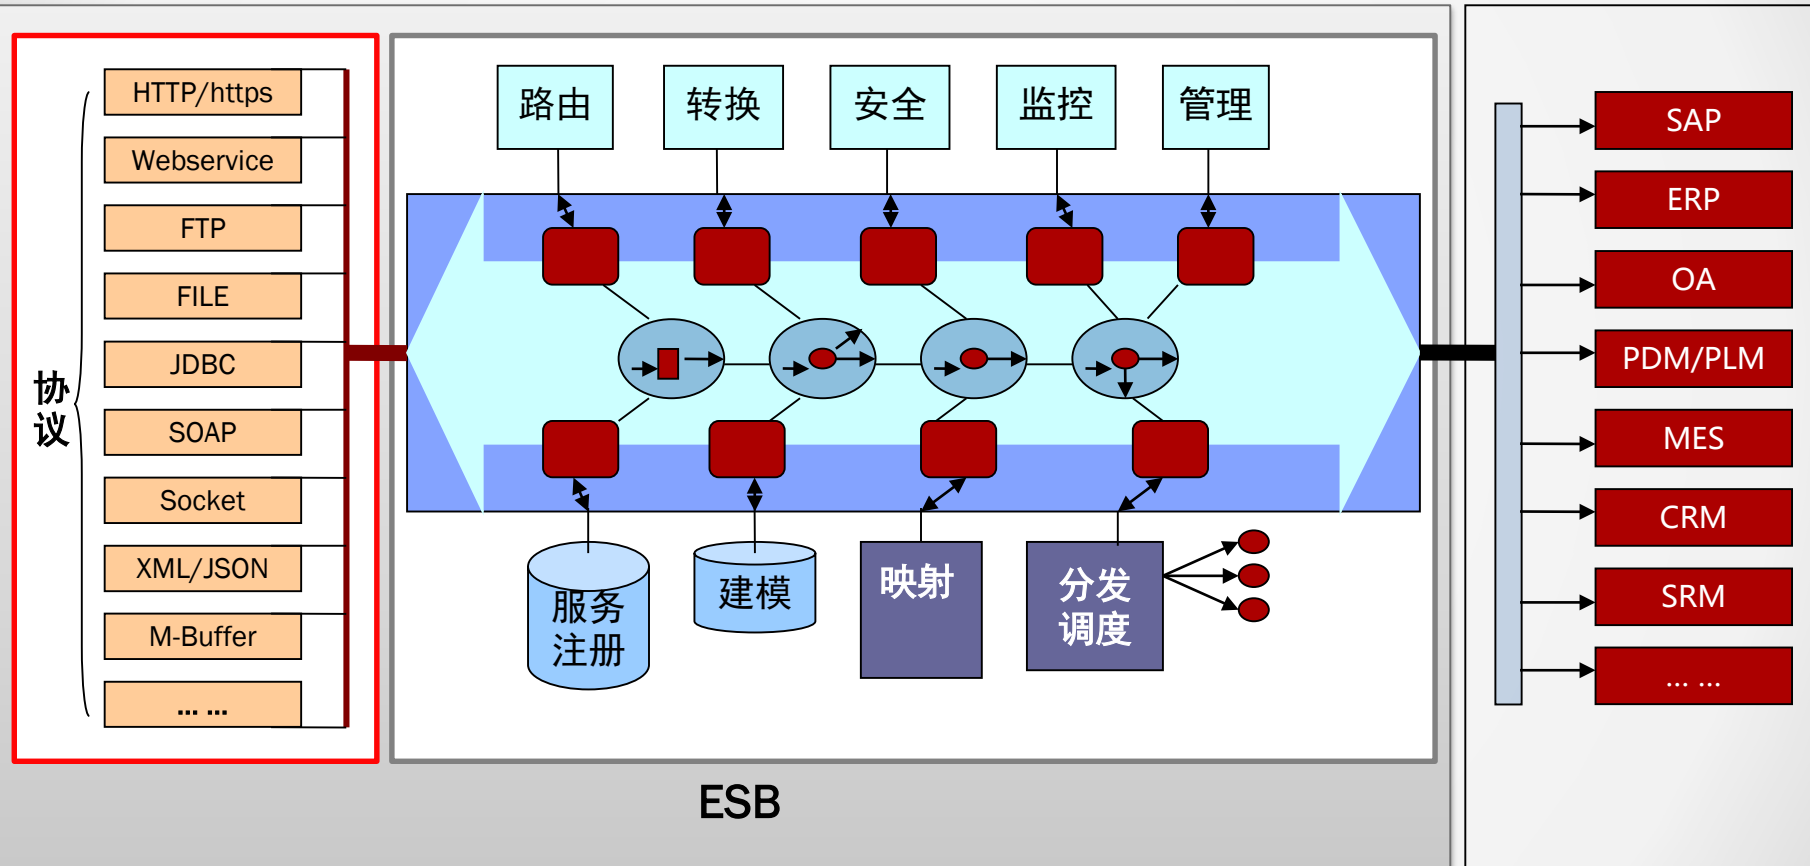 协
议
HTTP/https
Webservice
FTP
FILE
JDBC
SOAP
Socket
XML/JSON
M-Buffer
... ...
路由
转换
安全
监控
管理
服务
注册
建模
映射
分发
调度
ESB
SAP
ERP
OA
PDM/PLM
MES
CRM
SRM
... ...